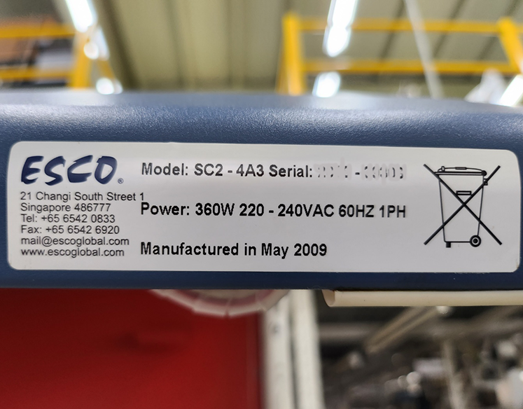 ESCO®
21 Changi South Street 1
Singapore 486777
Tel: +65 6542 0833
Fax: +65 6542 6920
mail@escoglobal.com
www.escoglobal.com
Model: SC2 - 4A3 Serial:
Power: 360W 220 - 240VAC 60HZ 1PH
Manufactured in May 2009